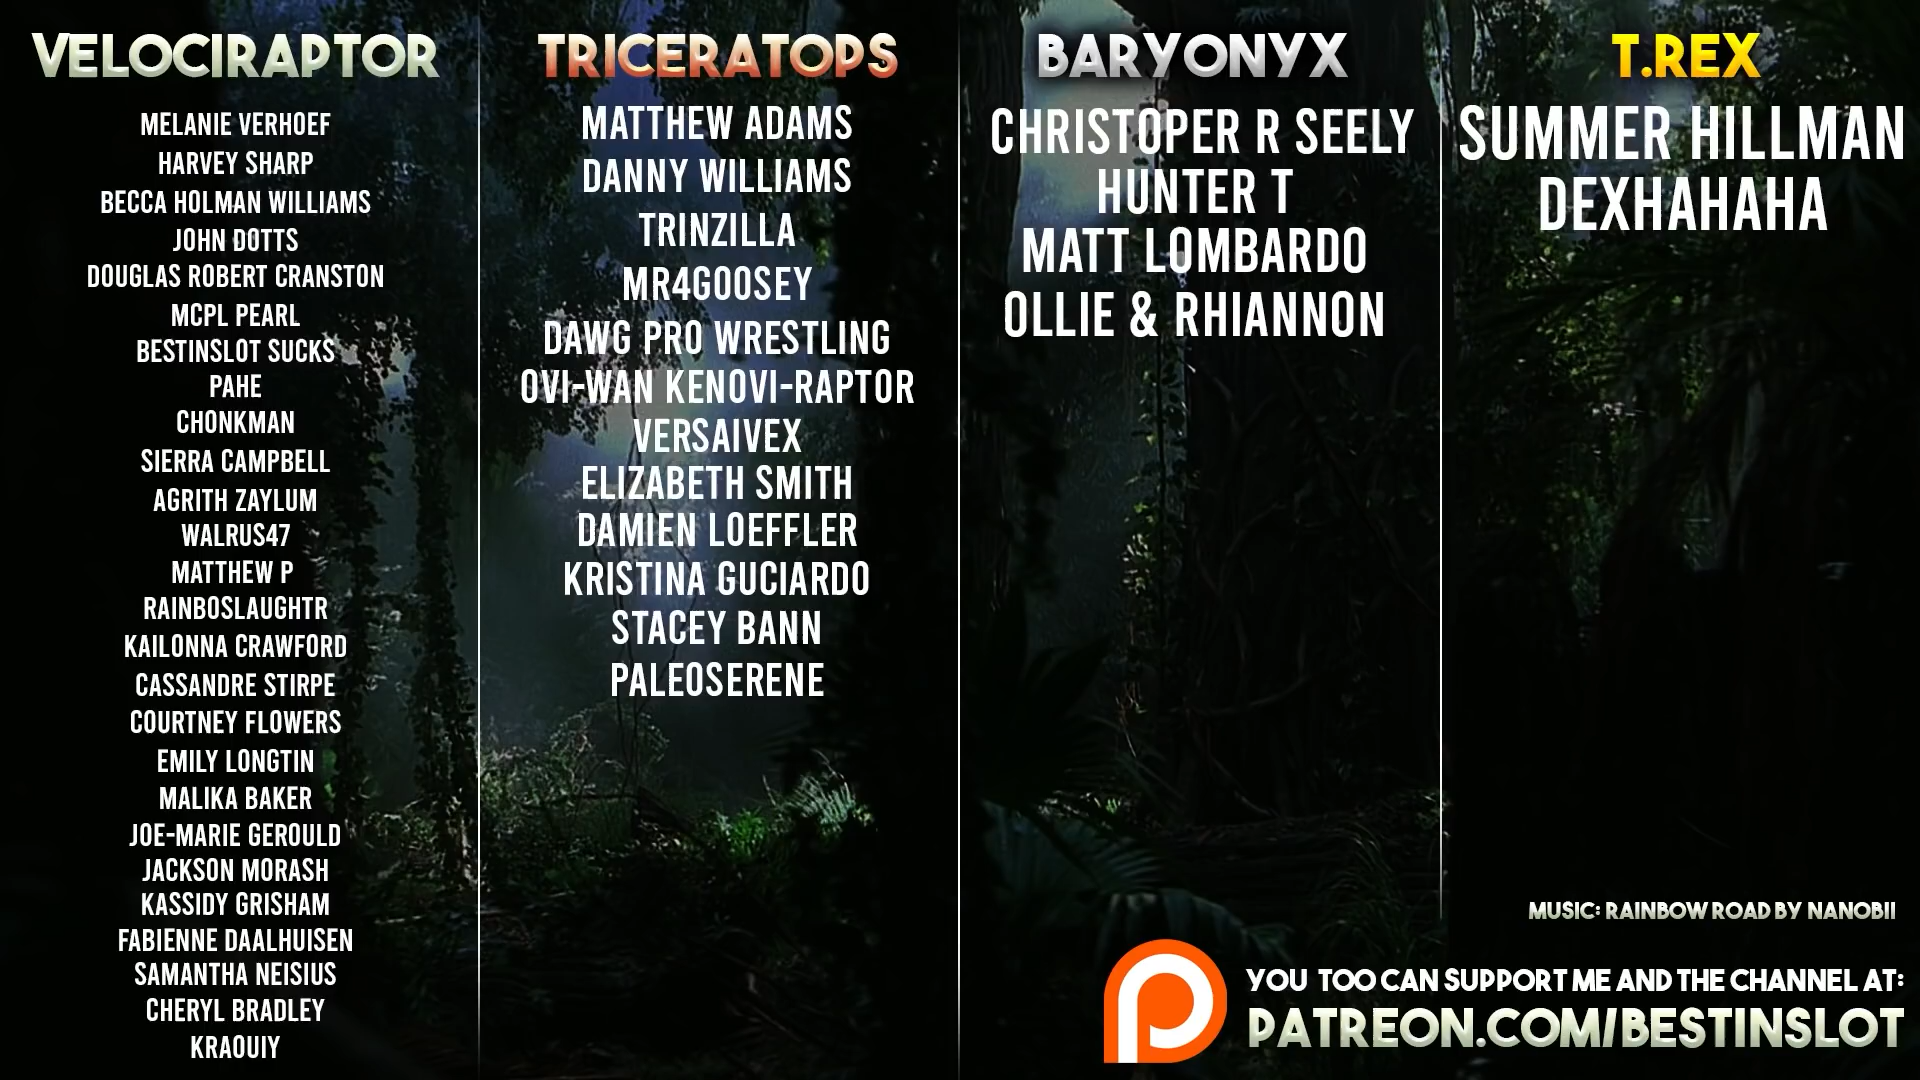 VELOCIRAPTOR
MELANIE VERHOEF
HARVEY SHARP
BECCA HOLMAN WILLIAMS
JOHN DOTTS
DOUGLAS ROBERT CRANSTON
MCPL PEARL
BESTINSLOT SUCKS
PAHE
CHONKMAN
SIERRA CAMPBELL
AGRITH ZAYLUM
WALRUS47
MATTHEW P
RAINBOSLAUGHTR
KAILONNA CRAWFORD
CASSANDRE STIRPE
COURTNEY FLOWERS
EMILY LONGTIN
MALIKA BAKER
JOE-MARIE GEROULD
JACKSON MORASH
KASSIDY GRISHAM
FABIENNE DAALHUISEN
SAMANTHA NEISIUS
CHERYL BRADLEY
KRAOUIY
TRICERATOPS
MATTHEW ADAMS
DANNY WILLIAMS
TRINZILLA
MR4GOOSEY
DAWG PRO WRESTLING
OVI-WAN KENOVI-RAPTOR
VERSAIVEX
ELIZABETH SMITH
DAMIEN LOEFFLER
KRISTINA GUCIARDO
STACEY BANN
PALEOSERENE
BARYONYX
CHRISTOPER R SEELY
HUNTER T
MATT LOMBARDO
OLLIE & RHIANNON
T.REX
SUMMER HILLMAN
DEXHAHAHA
MUSIC: RAINBOW ROAD BY NANOBII
YOU TOO CAN SUPPORT ME AND THE CHANNEL AT:
PATREON.COM/BESTINSLOT